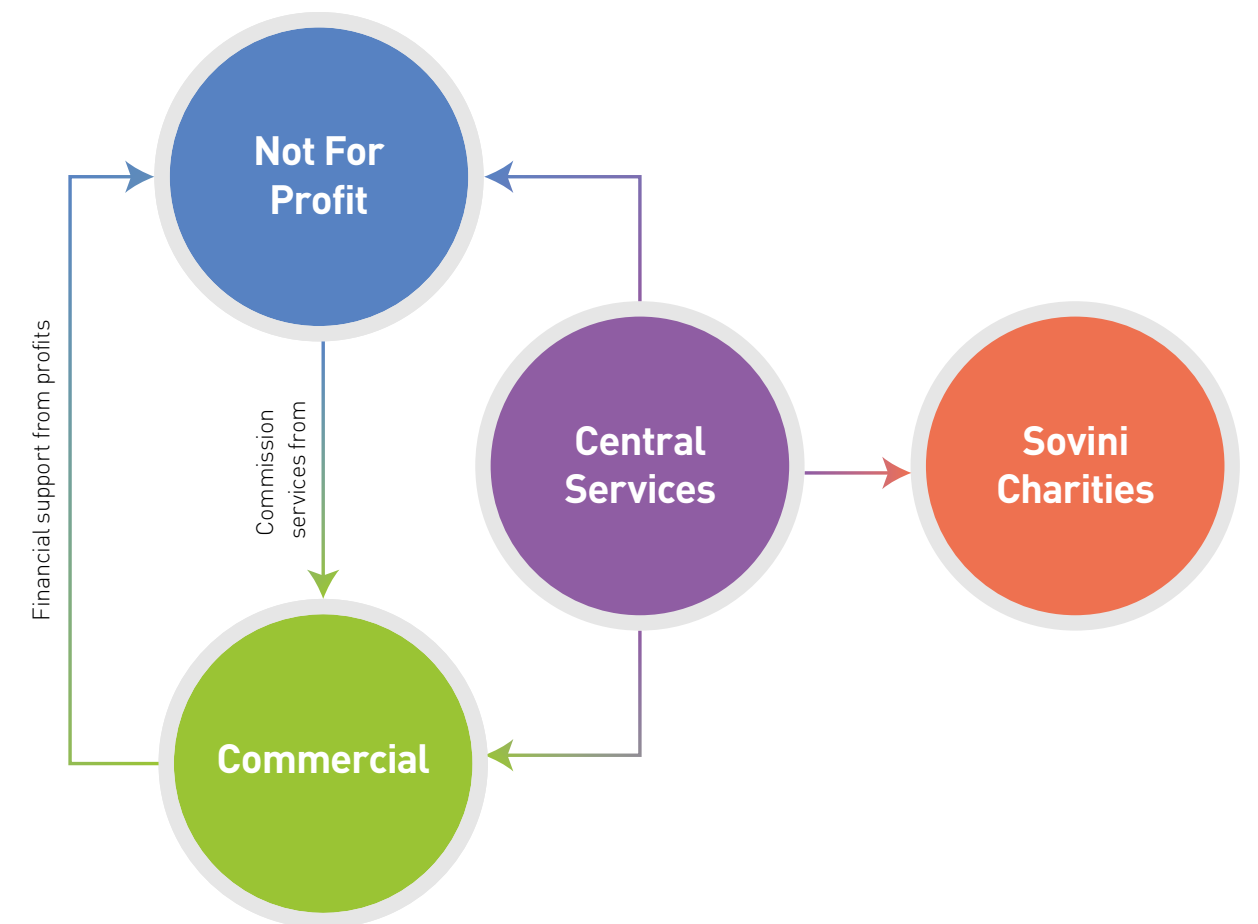 Not For
Profit
Financial support from profits
Commission
services from
Central
Services
Sovini
Charities
Commercial